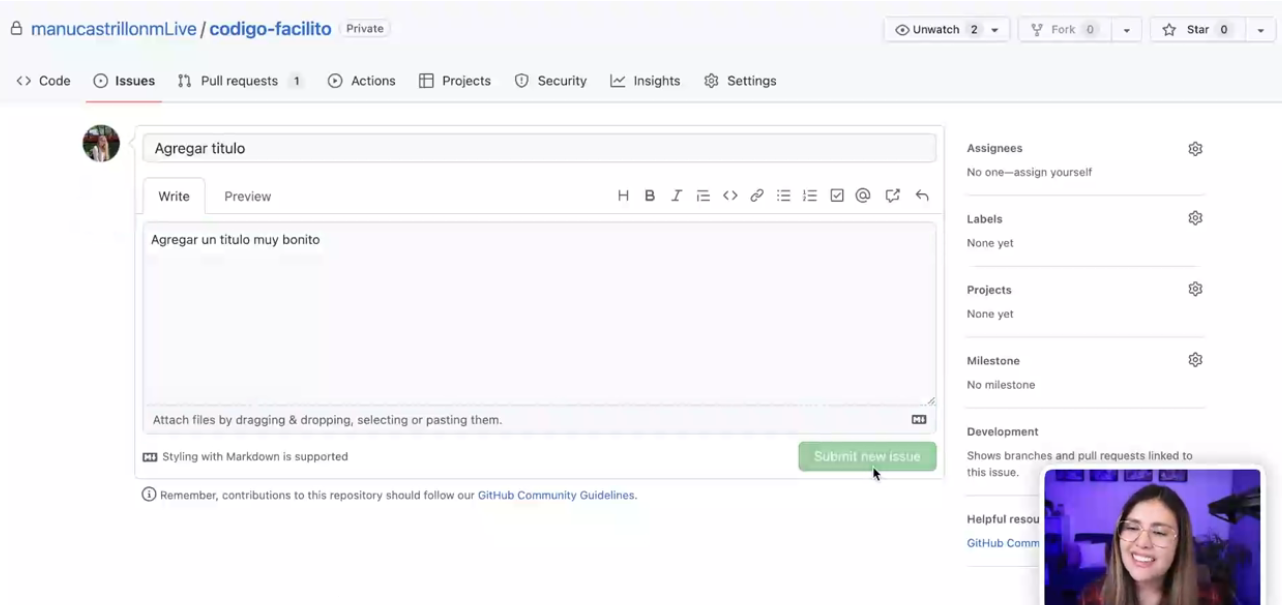 manucastrillonmLive / codigo-facilito Private
Unwatch 2 Fork 0 Star 0
Code Issues Pull requests 1 Actions Projects Security Insights Settings
Agregar titulo
Write Preview
Agregar un titulo muy bonito
Attach files by dragging & dropping, selecting or pasting them.
Styling with Markdown is supported
Submit new issue
Remember, contributions to this repository should follow our GitHub Community Guidelines.
Assignees
No one—assign yourself
Labels
None yet
Projects
None yet
Milestone
No milestone
Development
Shows branches and pull requests linked to
this issue.
Helpful resou
GitHub Comm